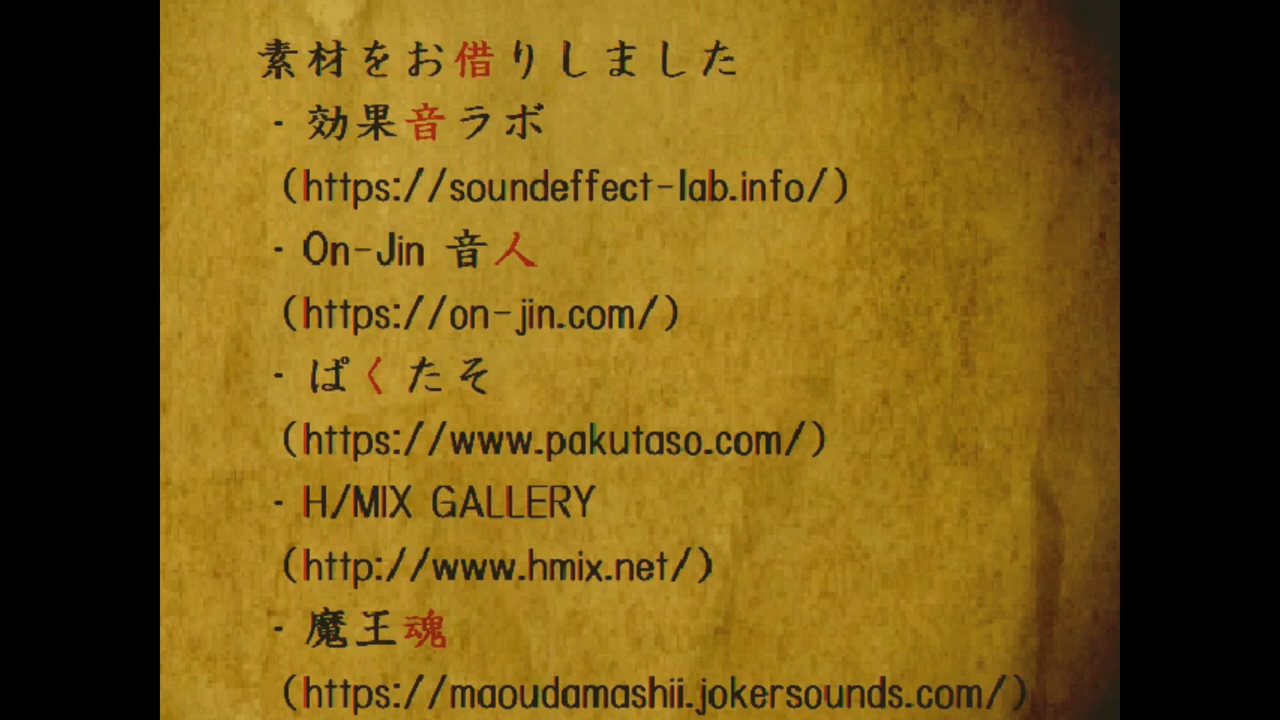 素材をお借りしました
- 効果音ラボ
(https://soundeffect-lab.info/)
- On-Jin 音人
(https://on-jin.com/)
- ぱくたそ
(https://www.pakutaso.com/)
- H/MIX GALLERY
(http://www.hmix.net/)
- 魔王魂
(https://maoudamashii.jokersounds.com/)